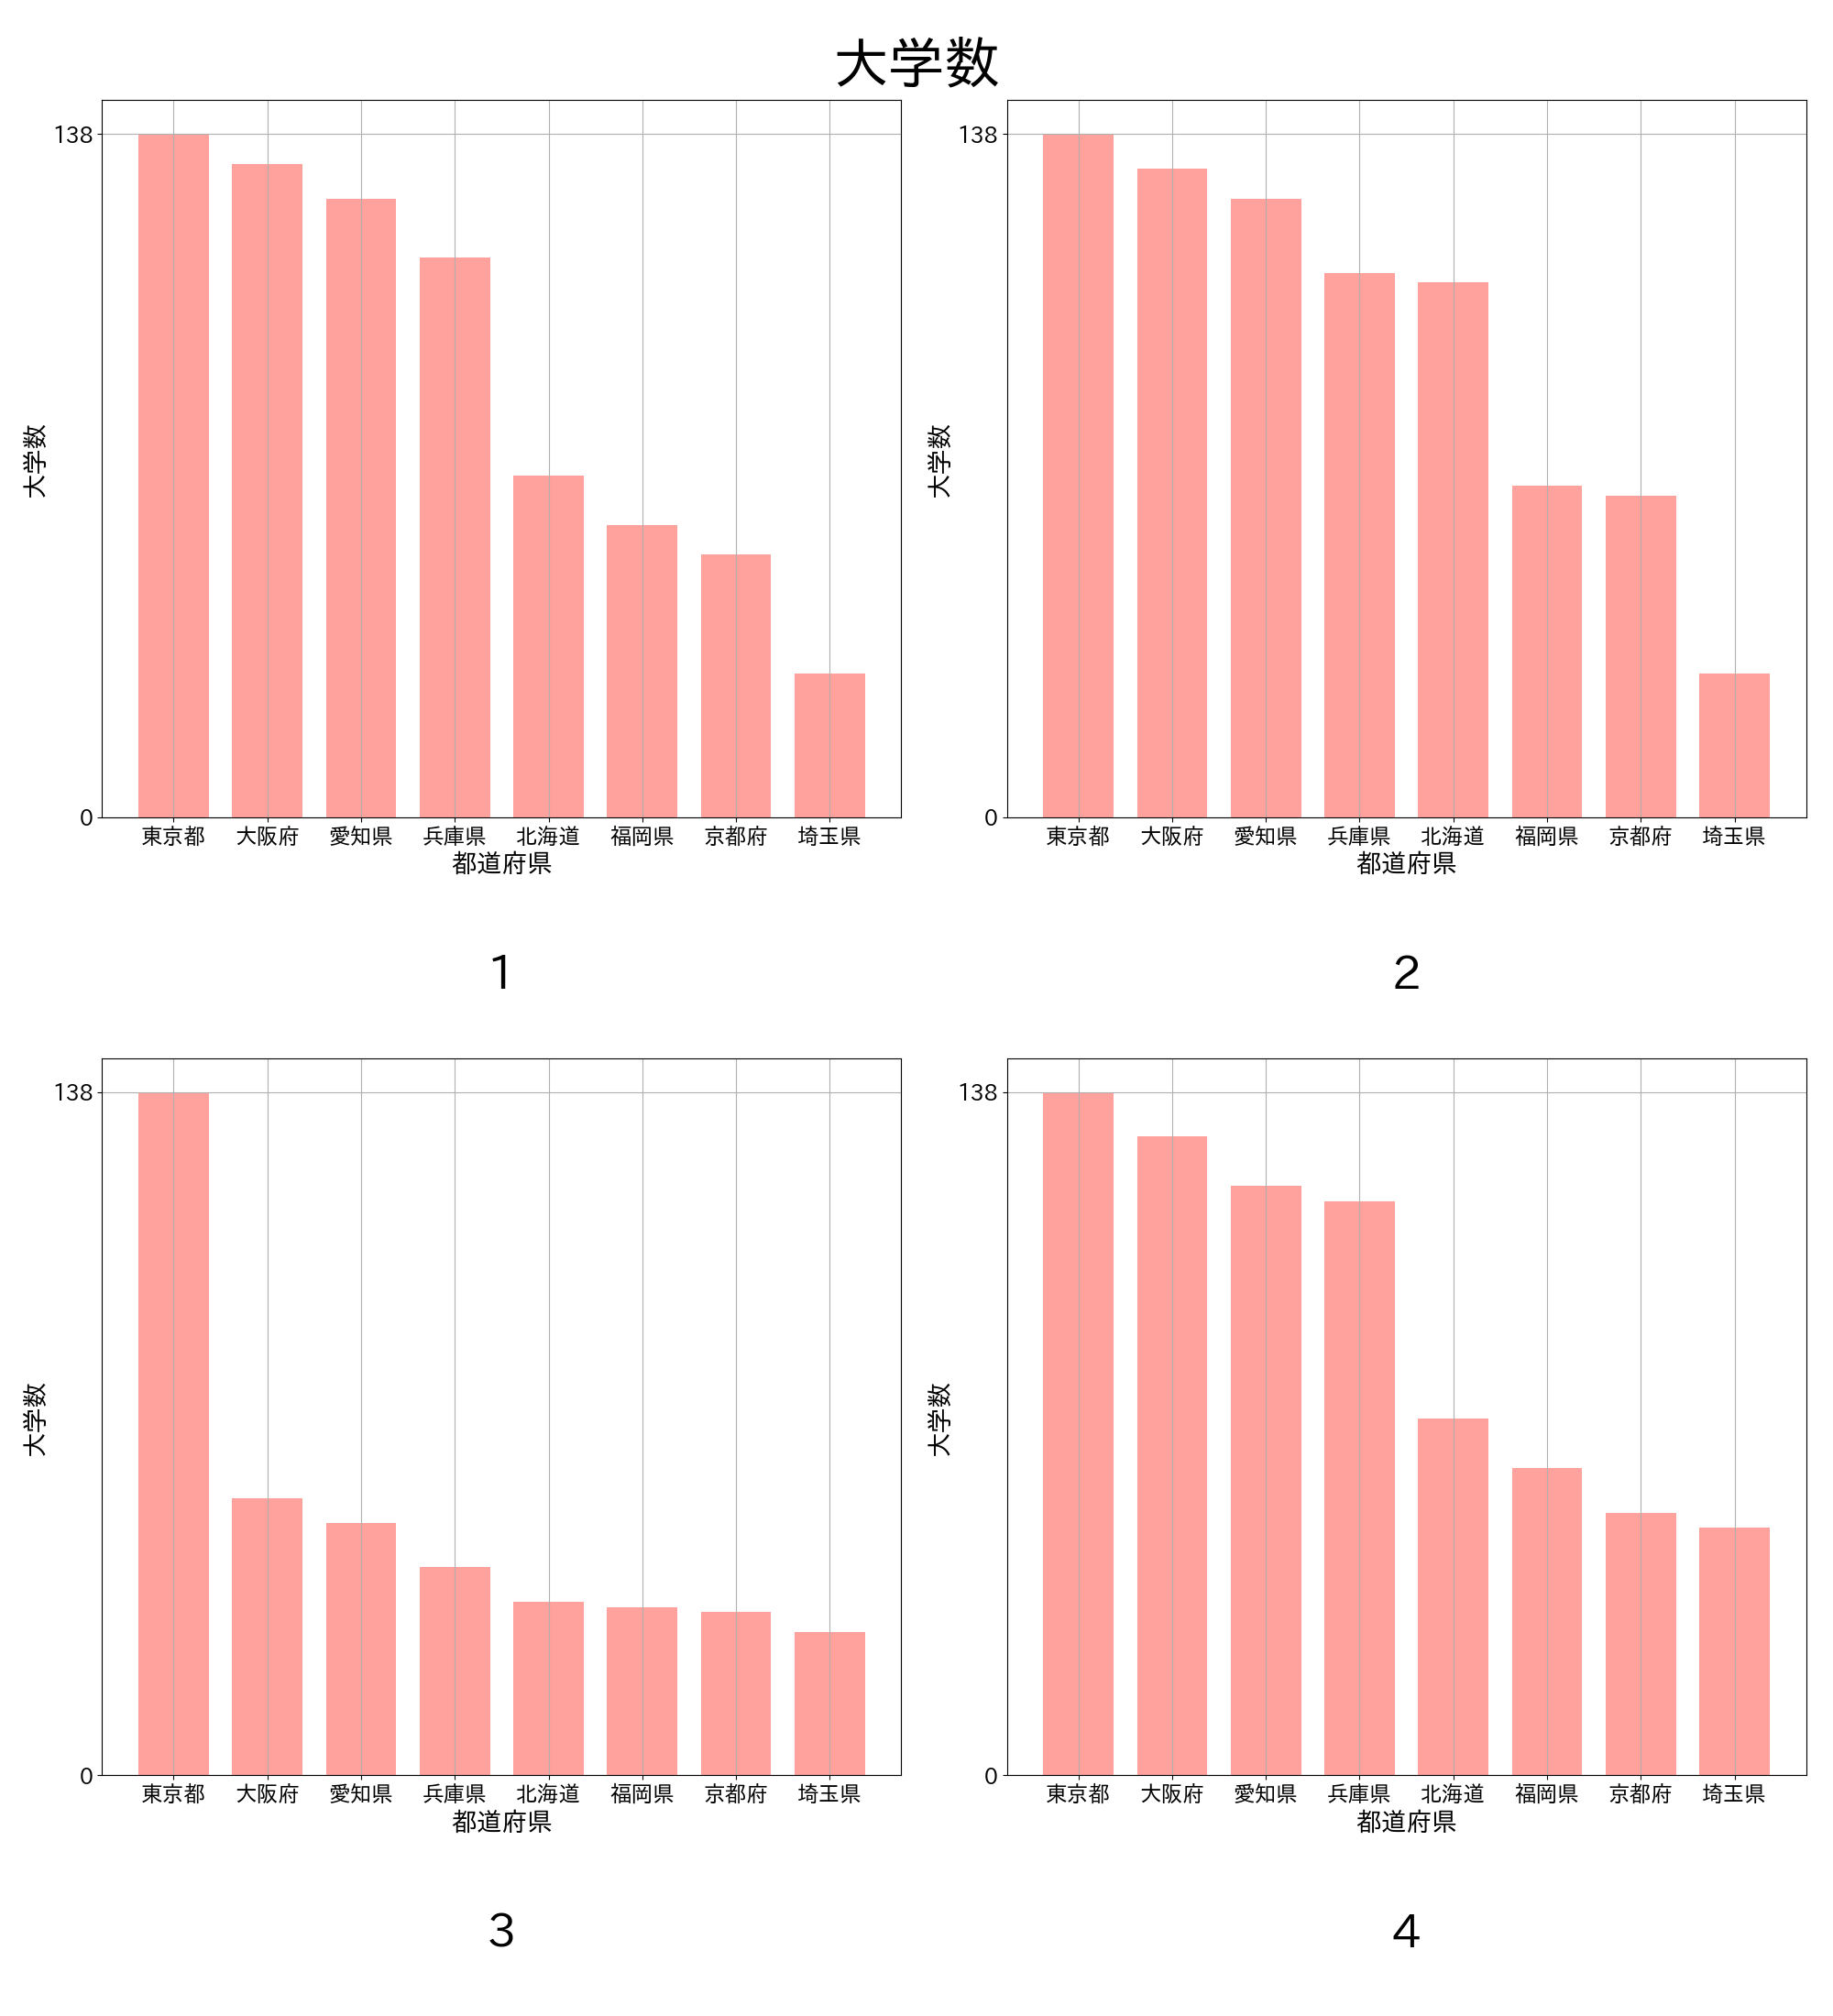 大学数
138
0
大学数
東京都 大阪府 愛知県 兵庫県 北海道 福岡県 京都府 埼玉県
都道府県
1
138
0
大学数
東京都 大阪府 愛知県 兵庫県 北海道 福岡県 京都府 埼玉県
都道府県
2
138
0
大学数
東京都 大阪府 愛知県 兵庫県 北海道 福岡県 京都府 埼玉県
都道府県
3
138
0
大学数
東京都 大阪府 愛知県 兵庫県 北海道 福岡県 京都府 埼玉県
都道府県
4